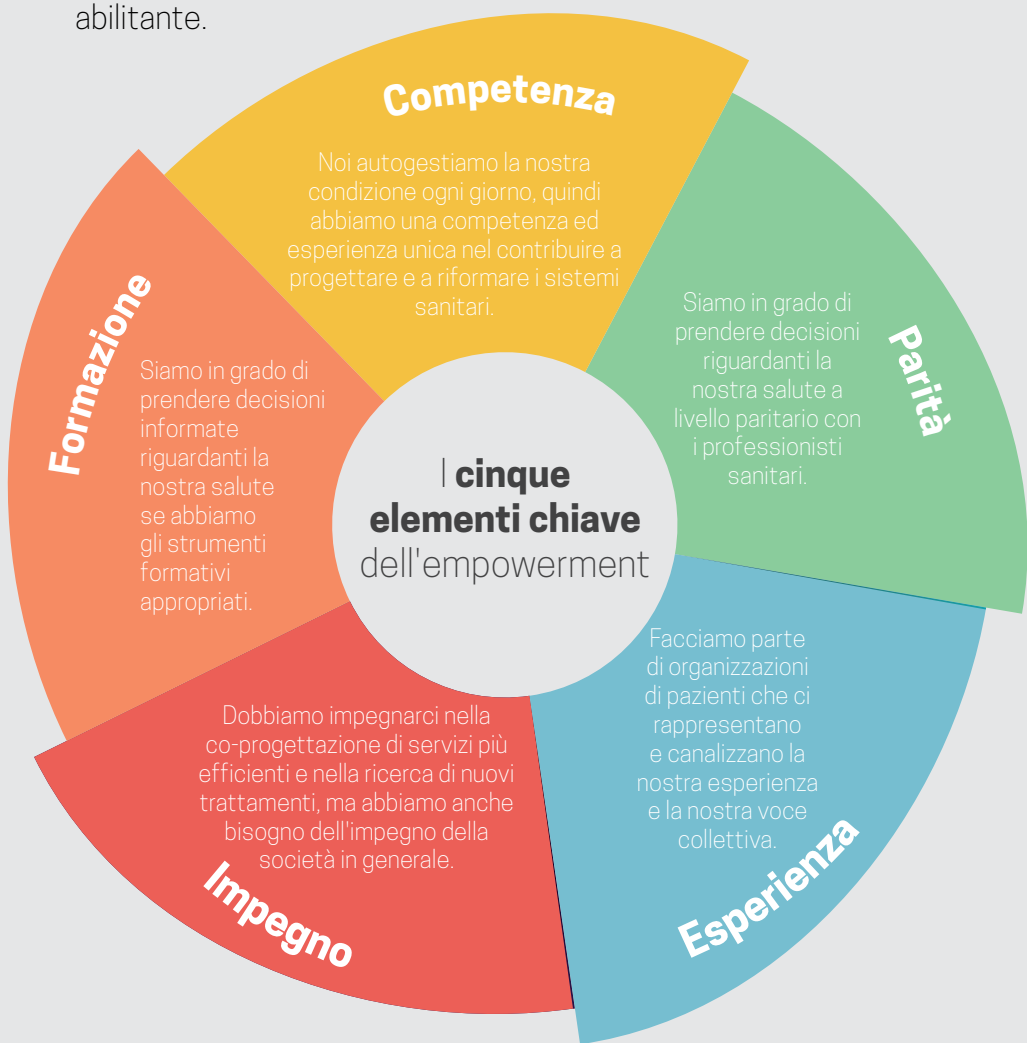 abilitante.
Competenza
Noi autogestiamo la nostra
condizione ogni giorno, quindi
abbiamo una competenza ed
esperienza unica nel contribuire a
progettare e a riformare i sistemi
sanitari.
Parità
Siamo in grado di
prendere decisioni
riguardanti la
nostra salute a
livello paritario con
i professionisti
sanitari.
Formazione
Siamo in grado di
prendere decisioni
informate
riguardanti la
nostra salute
se abbiamo
gli strumenti
formativi
appropriati.
I cinque
elementi chiave
dell'empowerment
Facciamo parte
di organizzazioni
di pazienti che ci
rappresentano
e canalizzano la
nostra esperienza
e la nostra voce
collettiva.
Esperienza
Dobbiamo impegnarci nella
co-progettazione di servizi più
efficienti e nella ricerca di nuovi
trattamenti, ma abbiamo anche
bisogno dell'impegno della
società in generale.
Impegno